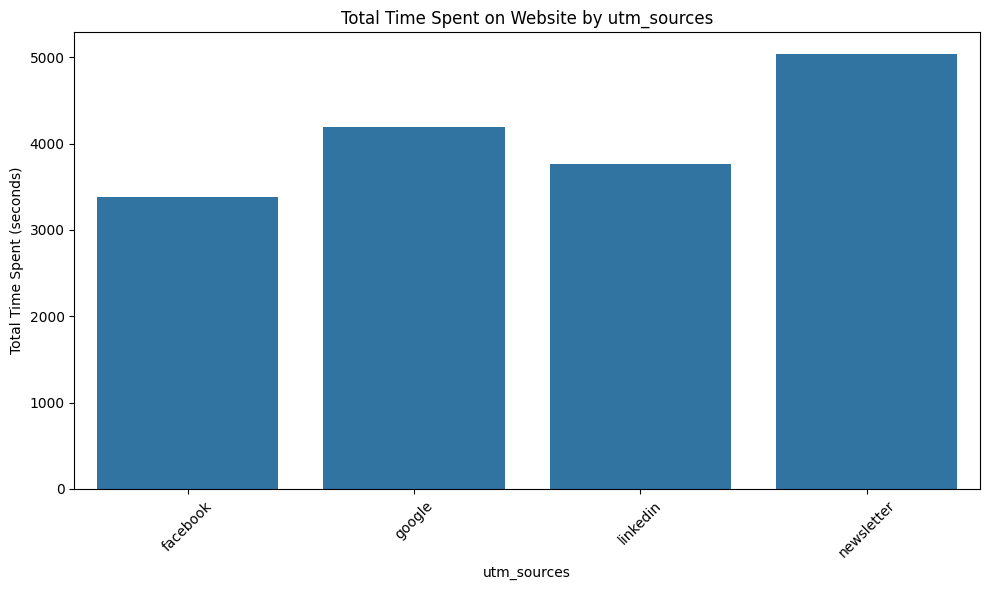 Total Time Spent on Website by utm_sources
Total Time Spent (seconds)
5000
4000
3000
2000
1000
0
facebook
google
linkedin
newsletter
utm_sources